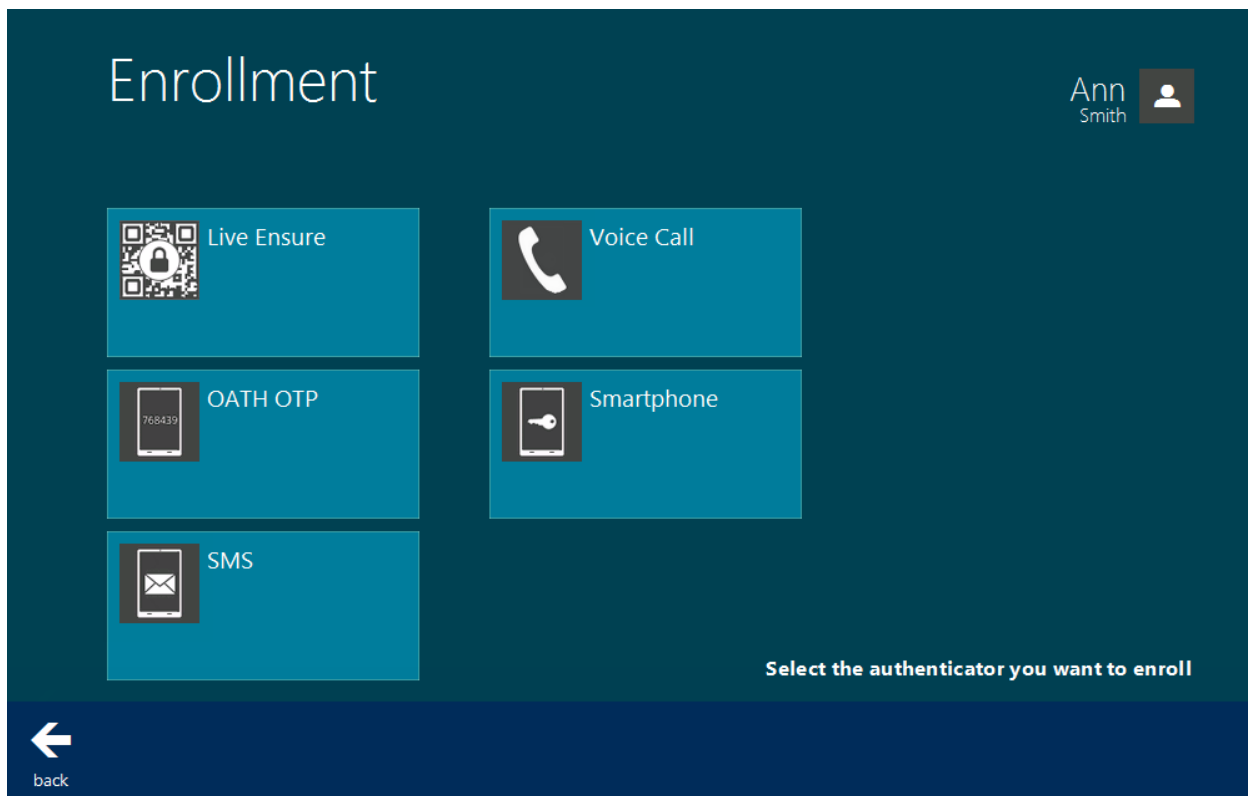 Enrollment
Ann
Smith
Live Ensure
Voice Call
OATH OTP
768439
Smartphone
SMS
Select the authenticator you want to enroll
back